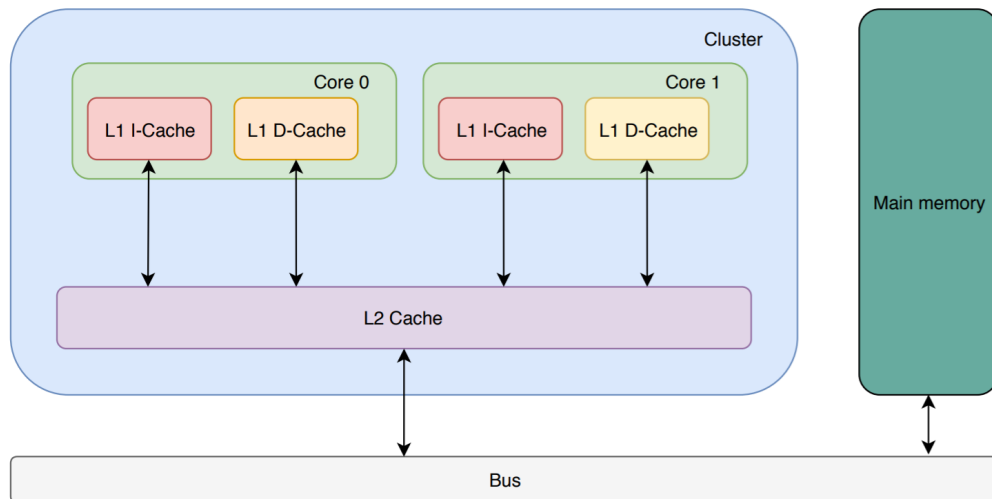 Cluster
Core 0
Core 1
L1 I-Cache
L1 D-Cache
L1 I-Cache
L1 D-Cache
Main memory
L2 Cache
Bus